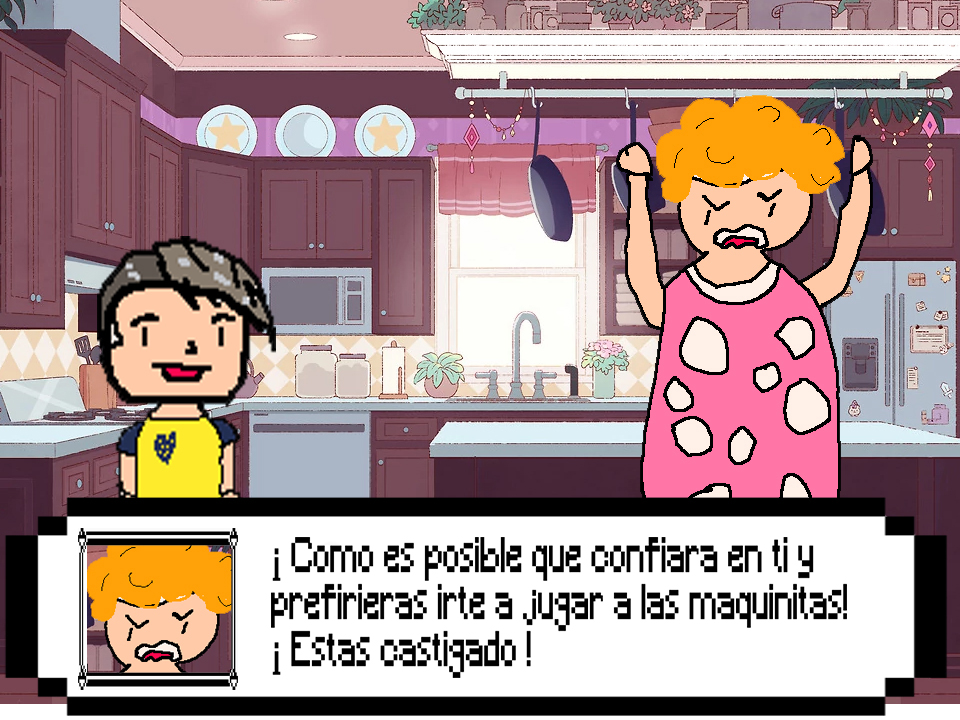 ¡ Como es posible que confiara en ti y
prefirieras irte a jugar a las maquinitas!
¡ Estas castigado !